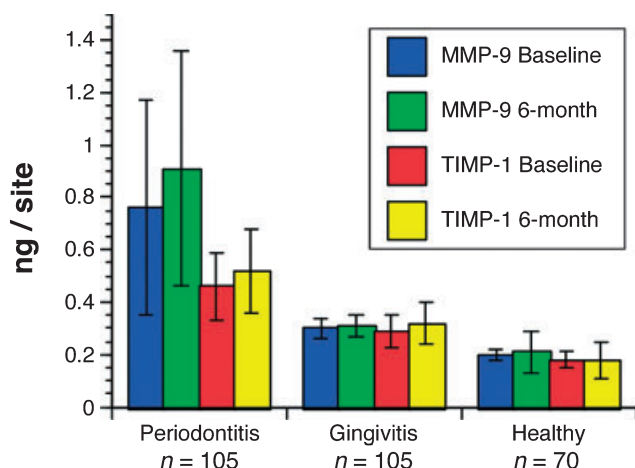 1.4
1.2
1
0.8
0.6
0.4
0.2
0
ng / site
MMP-9 Baseline
MMP-9 6-month
TIMP-1 Baseline
TIMP-1 6-month
Periodontitis
n = 105
Gingivitis
n = 105
Healthy
n = 70